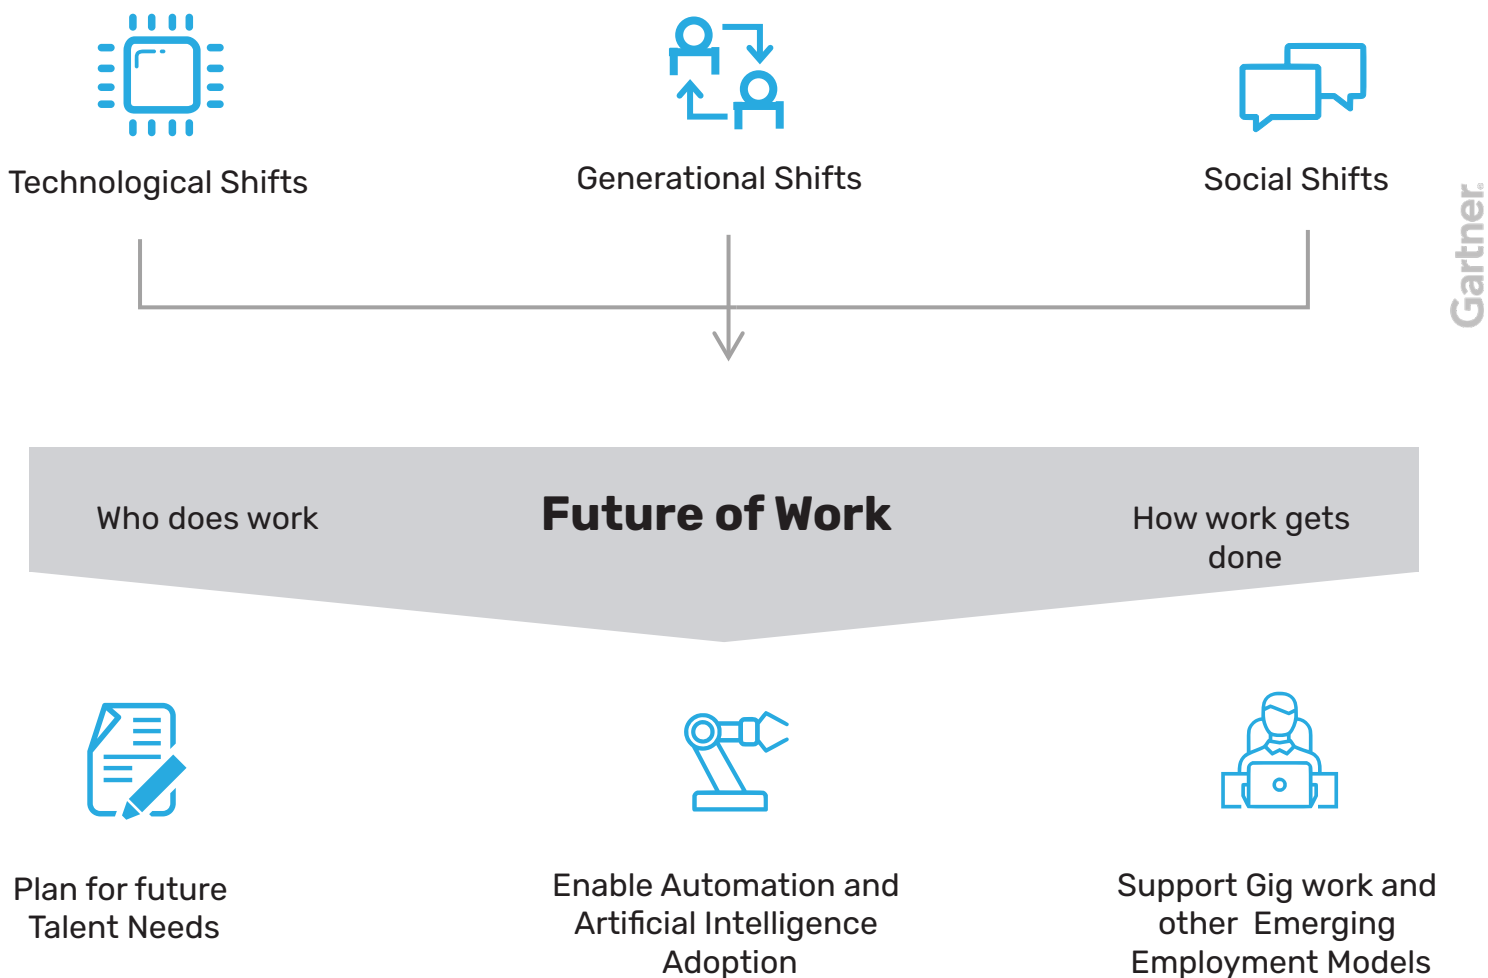 Technological Shifts
Generational Shifts
Social Shifts
Gartner.
Who does work
Future of Work
How work gets
done
Plan for future
Talent Needs
Enable Automation and
Artificial Intelligence
Adoption
Support Gig work and
other Emerging
Employment Models